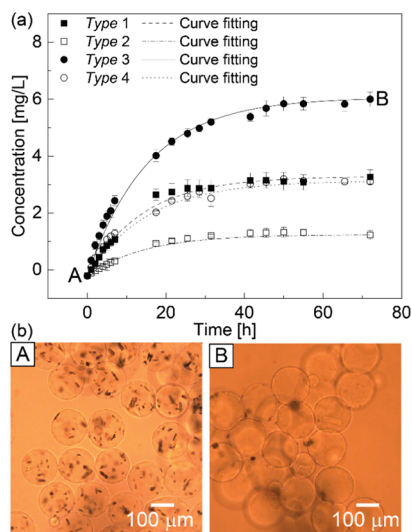 (a)
Type 1 Curve fitting
Type 2 Curve fitting
Type 3 Curve fitting
Type 4 Curve fitting
Concentration [mg/L]
8
6
4
2
0
A
B
0 10 20 30 40 50 60 70 80
Time [h]
(b)
A B
100 μm 100 μm